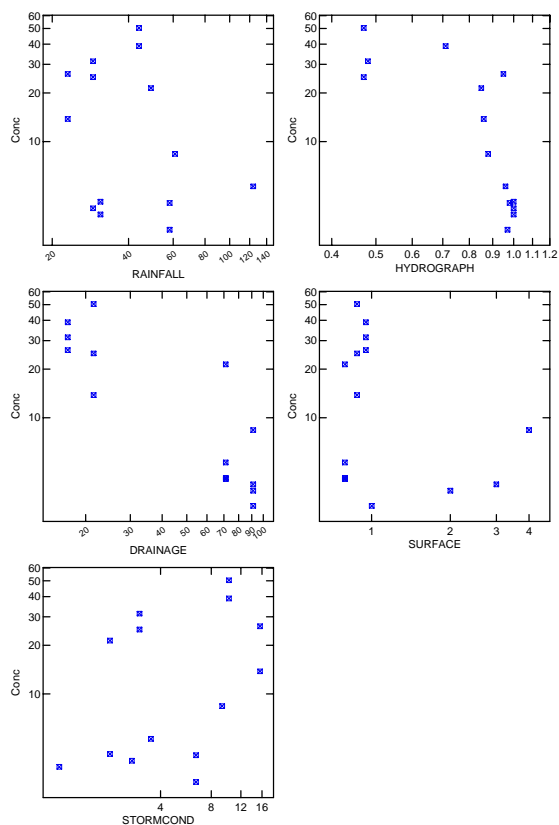 60 60
50 50
40 40
30 30
20 20
Conc Conc
10 10
20 40 60 80 100 120 140 0.4 0.5 0.6 0.7 0.8 0.9 1.0 1.1 1.2
RAINFALL HYDROGRAPH
60 60
50 50
40 40
30 30
20 20
Conc Conc
10 10
20 30 40 50 60 70 80 90 100 1 2 3 4
DRAINAGE SURFACE
60
50
40
30
20
Conc
10
4 8 12 16
STORMCOND